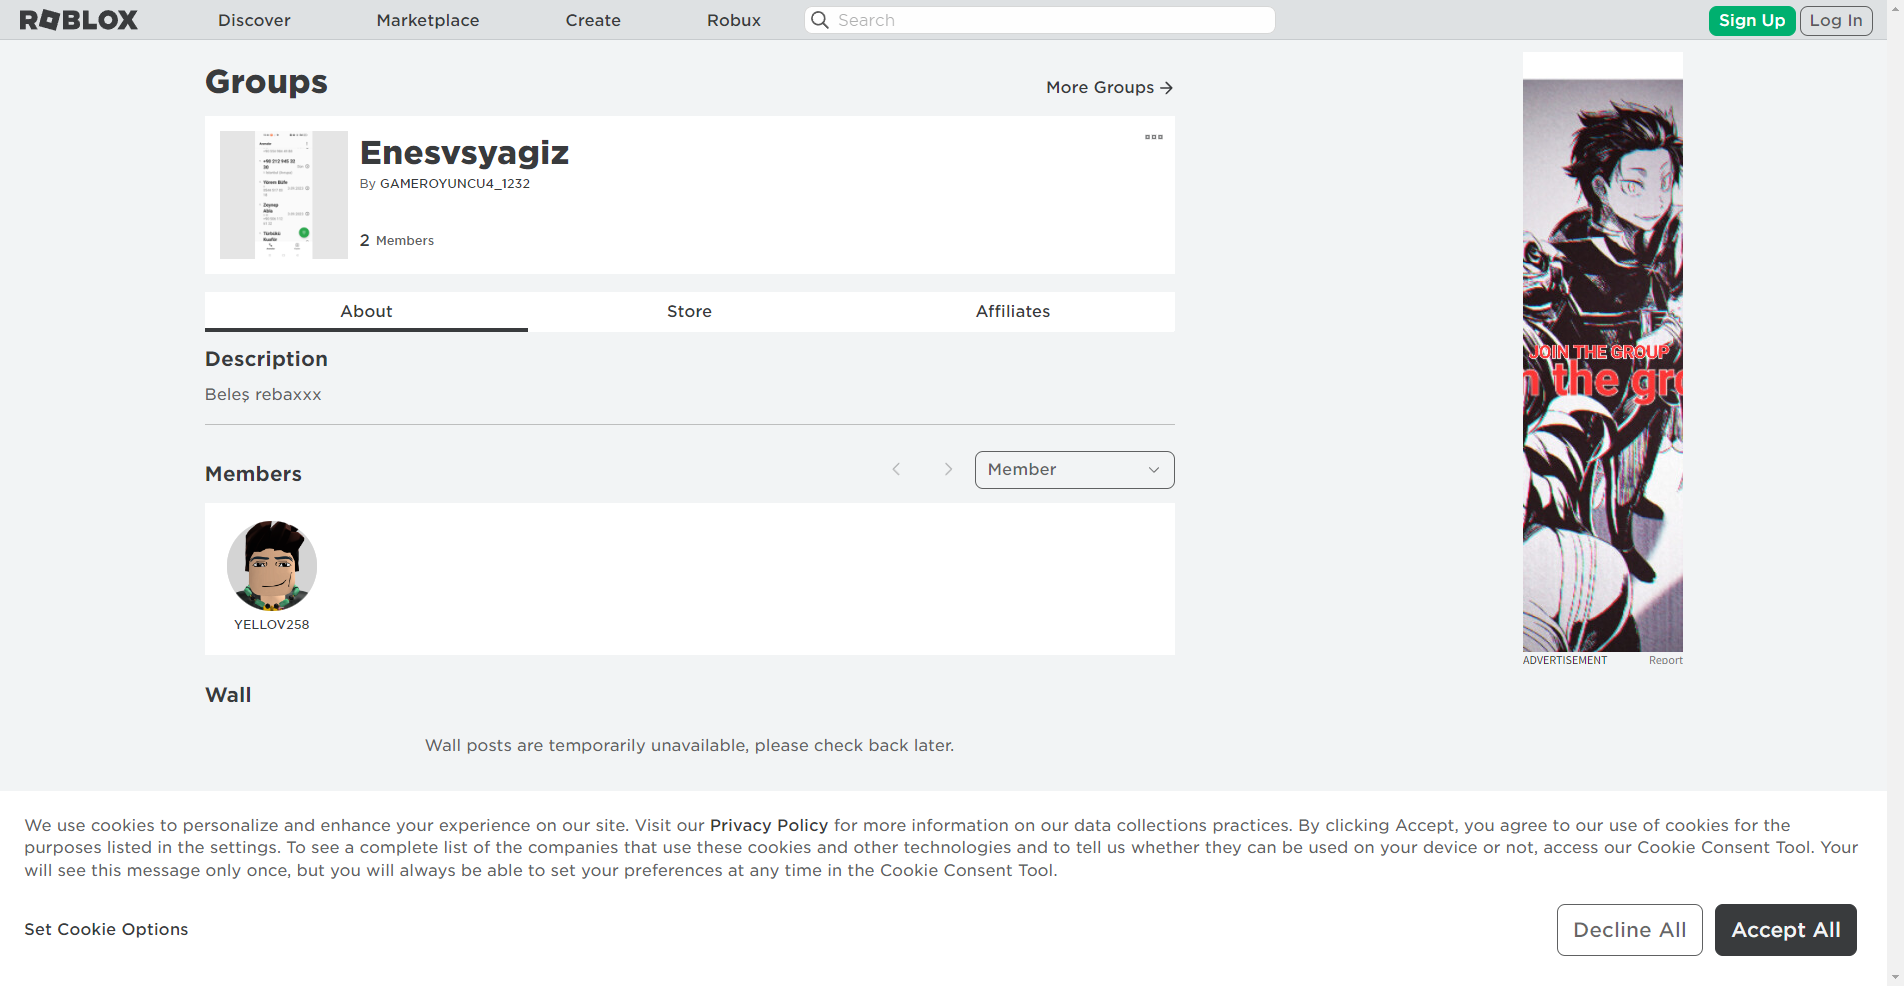 ROBLOX
Discover
Marketplace
Create
Robux
Search
Sign Up
Log In
Groups
More Groups
Enesvsyagiz
By GAMEROYUNCU4_1232
2 Members
About
Store
Affiliates
Description
Beleş rebaxxx
Members
Member
YELLOV258
Wall
Wall posts are temporarily unavailable, please check back later.
JOIN THE GROUP
n the gro
ADVERTISEMENT
Report
We use cookies to personalize and enhance your experience on our site. Visit our Privacy Policy for more information on our data collections practices. By clicking Accept, you agree to our use of cookies for the
purposes listed in the settings. To see a complete list of the companies that use these cookies and other technologies and to tell us whether they can be used on your device or not, access our Cookie Consent Tool. Your
will see this message only once, but you will always be able to set your preferences at any time in the Cookie Consent Tool.
Set Cookie Options
Decline All
Accept All